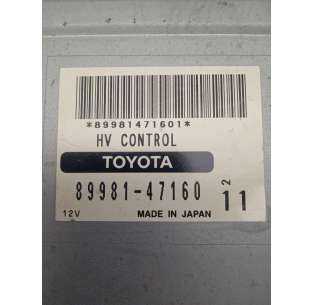 *89981471601*
HV CONTROL
TOYOTA
89981-47160 2 11
12V MADE IN JAPAN